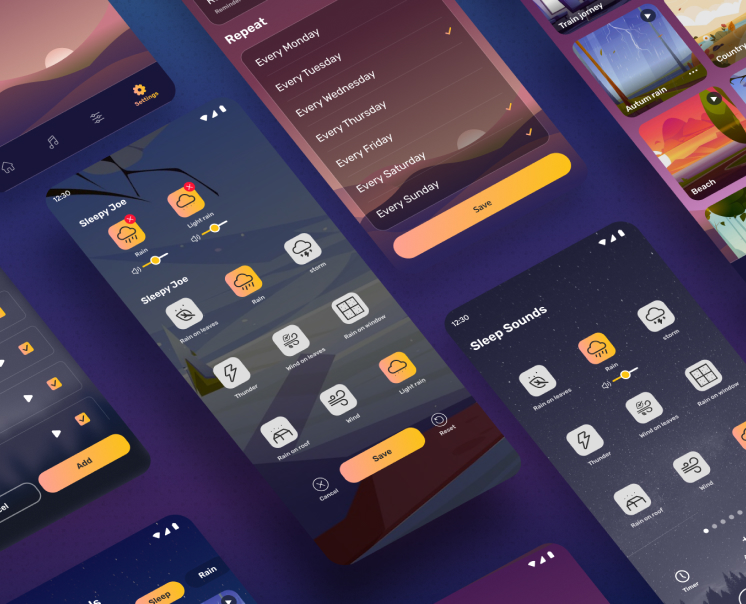 Settings
12:30
Sleepy Joe
Rain
Light rain
Sleepy Joe
Rain on leaves
Rain
storm
Thunder
Wind on leaves
Rain on window
Rain on roof
Wind
Light rain
Cancel
Save
Reset
Repeat
Every Monday
Every Tuesday
Every Wednesday
Every Thursday
Every Friday
Every Saturday
Every Sunday
Save
Train jorney
Autum rain
Country
Beach
12:30
Sleep Sounds
Rain on leaves
Rain
storm
Thunder
Wind on leaves
Rain on window
Rain on roof
Wind
Timer
Add
cel
Sleep
Rain